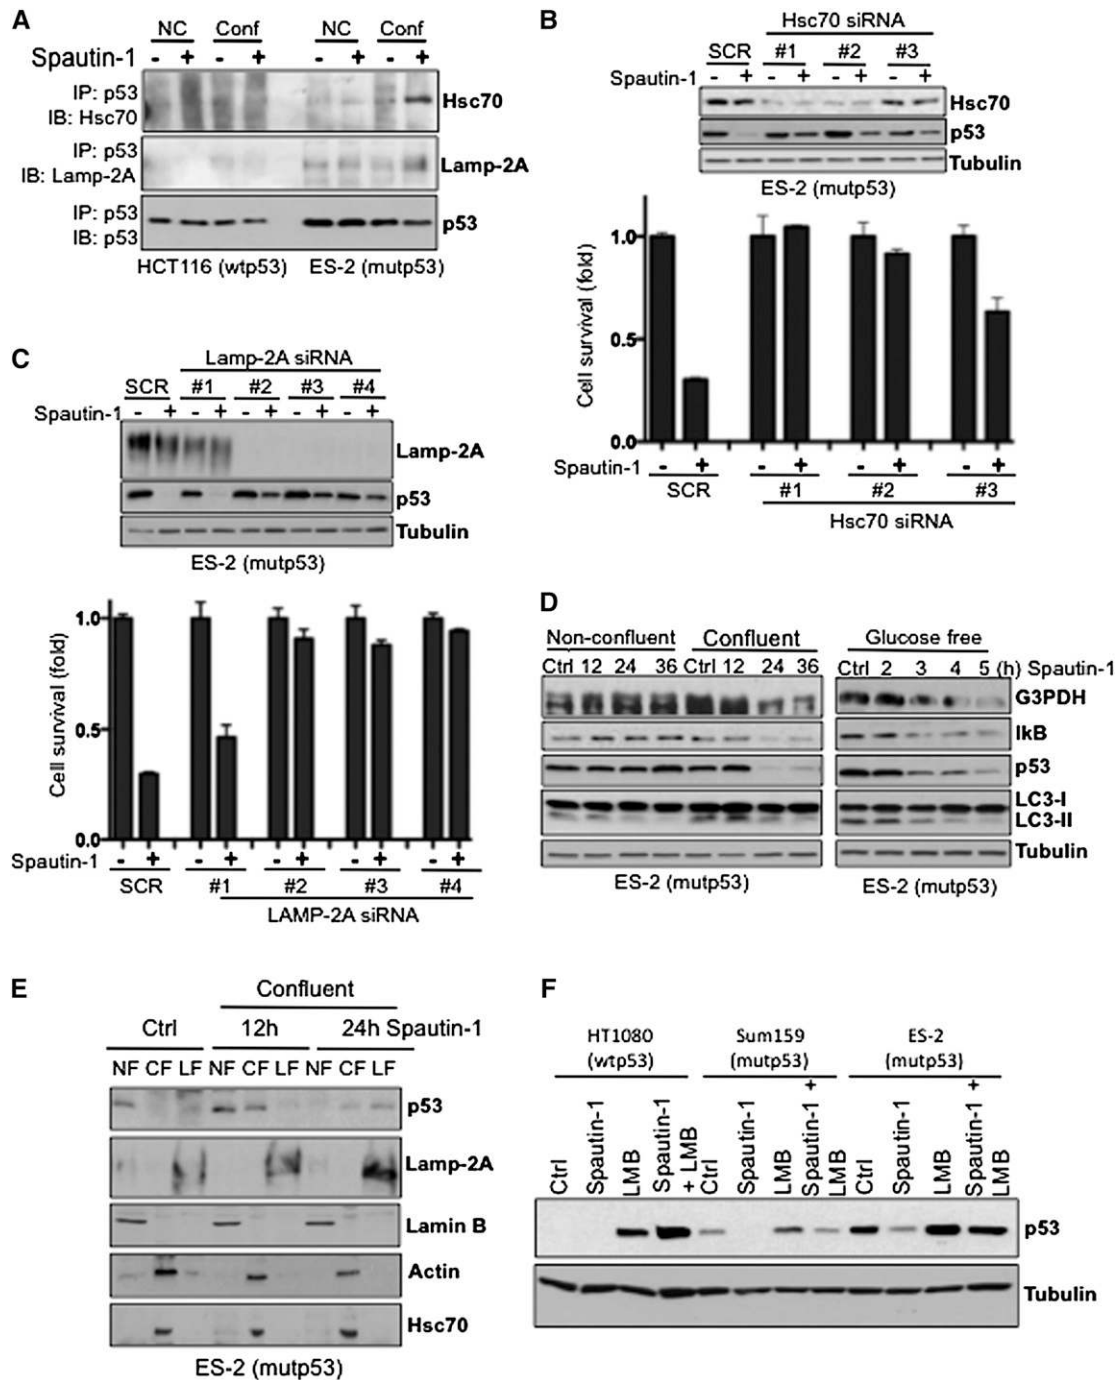 A
NC Conf NC Conf
Spautin-1 - + - + - + - +
IP: p53
IB: Hsc70
Hsc70
IP: p53
IB: Lamp-2A
Lamp-2A
IP: p53
IB: p53
p53
HCT116 (wtp53) ES-2 (mutp53)
B
Hsc70 siRNA
SCR #1 #2 #3
Spautin-1 - + - + - + - +
Hsc70
p53
Tubulin
ES-2 (mutp53)
Cell survival (fold)
1.0
0.5
0.0
Spautin-1 - + - + - + - +
SCR #1 #2 #3
Hsc70 siRNA
C
Lamp-2A siRNA
SCR #1 #2 #3 #4
Spautin-1 - + - + - + - + - +
Lamp-2A
p53
Tubulin
ES-2 (mutp53)
Cell survival (fold)
1.0
0.5
0.0
Spautin-1 - + - + - + - + - +
SCR #1 #2 #3 #4
LAMP-2A siRNA
D
Non-confluent Confluent Glucose free
Ctrl 12 24 36 Ctrl 12 24 36 Ctrl 2 3 4 5 (h) Spautin-1
G3PDH
IkB
p53
LC3-I
LC3-II
Tubulin
ES-2 (mutp53) ES-2 (mutp53)
E
Confluent
Ctrl 12h 24h Spautin-1
NF CF LF NF CF LF NF CF LF
p53
Lamp-2A
Lamin B
Actin
Hsc70
ES-2 (mutp53)
F
HT1080 Sum159 ES-2
(wtp53) (mutp53) (mutp53)
Ctrl
Spautin-1
LMB
Spautin-1
+ LMB
Ctrl
Spautin-1
LMB
Spautin-1 +
LMB
Ctrl
Spautin-1
LMB
Spautin-1 +
LMB
p53
Tubulin